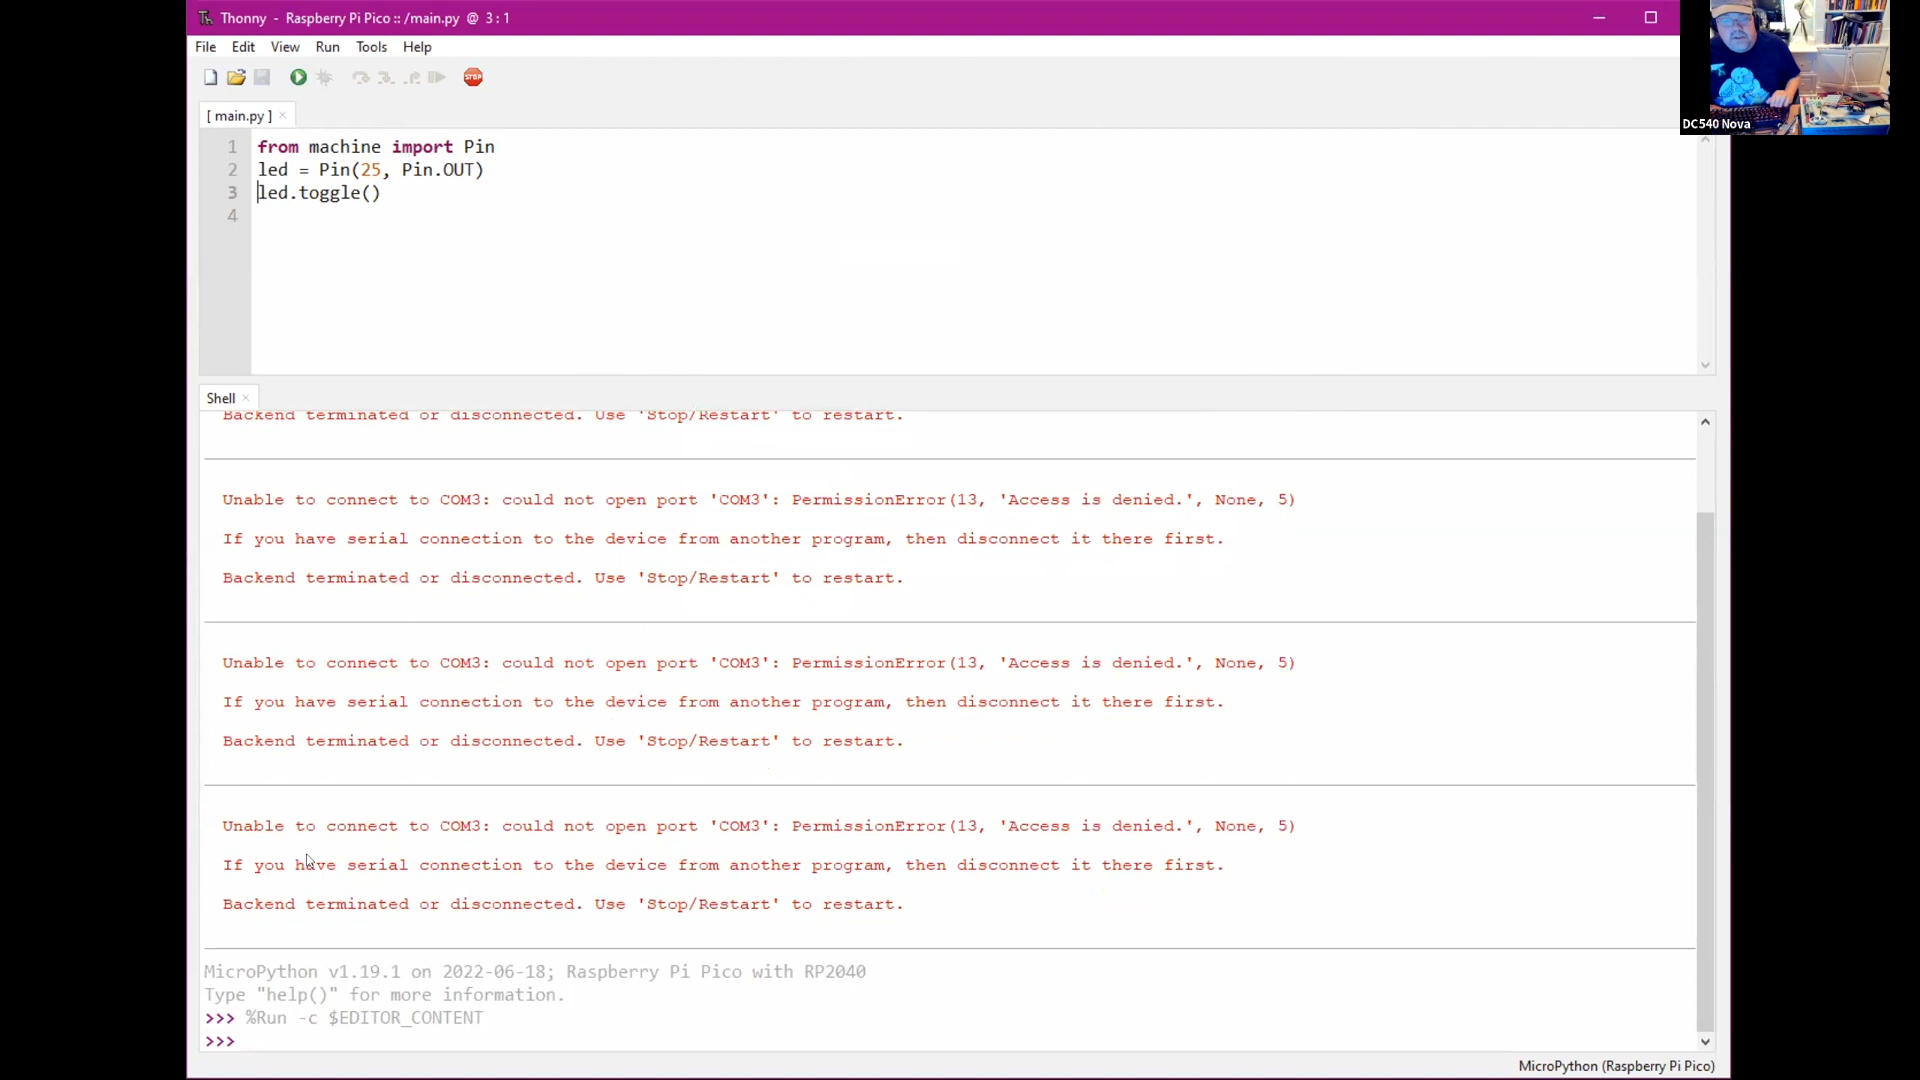 Thonny - Raspberry Pi Pico :: /main.py @ 3 : 1
File Edit View Run Tools Help
STOP
[ main.py ] ×
1 from machine import Pin
2 led = Pin(25, Pin.OUT)
3 led.toggle()
4
Shell ×
Backend terminated or disconnected. Use 'Stop/Restart' to restart.
Unable to connect to COM3: could not open port 'COM3': PermissionError(13, 'Access is denied.', None, 5)
If you have serial connection to the device from another program, then disconnect it there first.
Backend terminated or disconnected. Use 'Stop/Restart' to restart.
Unable to connect to COM3: could not open port 'COM3': PermissionError(13, 'Access is denied.', None, 5)
If you have serial connection to the device from another program, then disconnect it there first.
Backend terminated or disconnected. Use 'Stop/Restart' to restart.
Unable to connect to COM3: could not open port 'COM3': PermissionError(13, 'Access is denied.', None, 5)
If you have serial connection to the device from another program, then disconnect it there first.
Backend terminated or disconnected. Use 'Stop/Restart' to restart.
MicroPython v1.19.1 on 2022-06-18; Raspberry Pi Pico with RP2040
Type "help()" for more information.
>>> %Run -c $EDITOR_CONTENT
>>>
MicroPython (Raspberry Pi Pico)
DC540 Nova